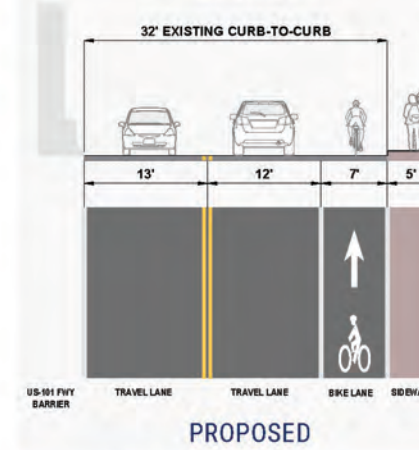 32' EXISTING CURB-TO-CURB
13' 12' 7' 5'
US-101 FWY TRAVEL LANE TRAVEL LANE BIKE LANE
BARRIER
PROPOSED